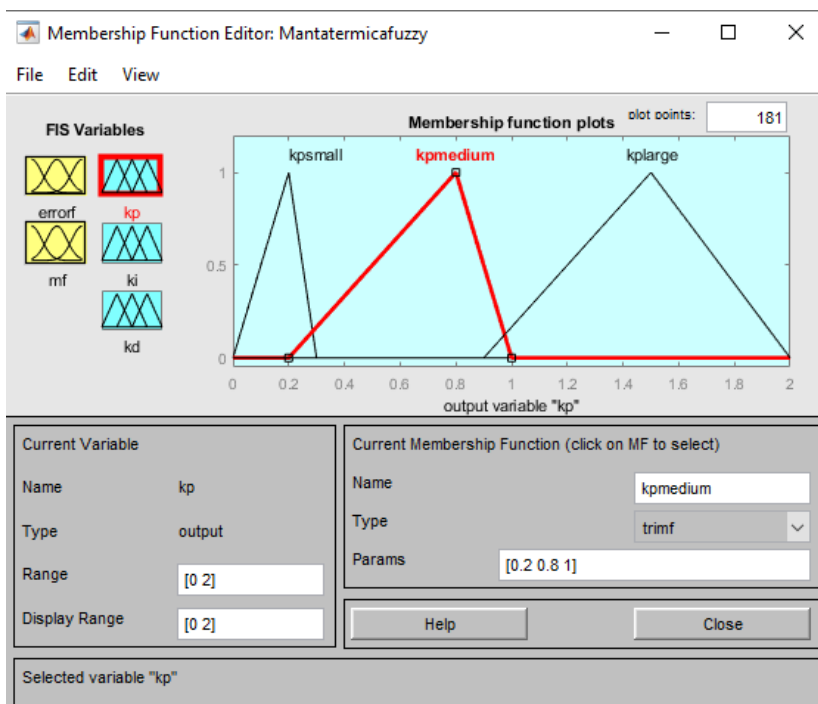 Membership Function Editor: Mantatermicafuzzy
File Edit View
FIS Variables
errorf kp
mf ki
kd
Membership function plots plot points: 181
kpsmall kpmedium kplarge
1
0.5
0
0 0.2 0.4 0.6 0.8 1 1.2 1.4 1.6 1.8 2
output variable "kp"
Current Variable
Name kp
Type output
Range [0 2]
Display Range [0 2]
Current Membership Function (click on MF to select)
Name kpmedium
Type trimf
Params [0.2 0.8 1]
Help Close
Selected variable "kp"